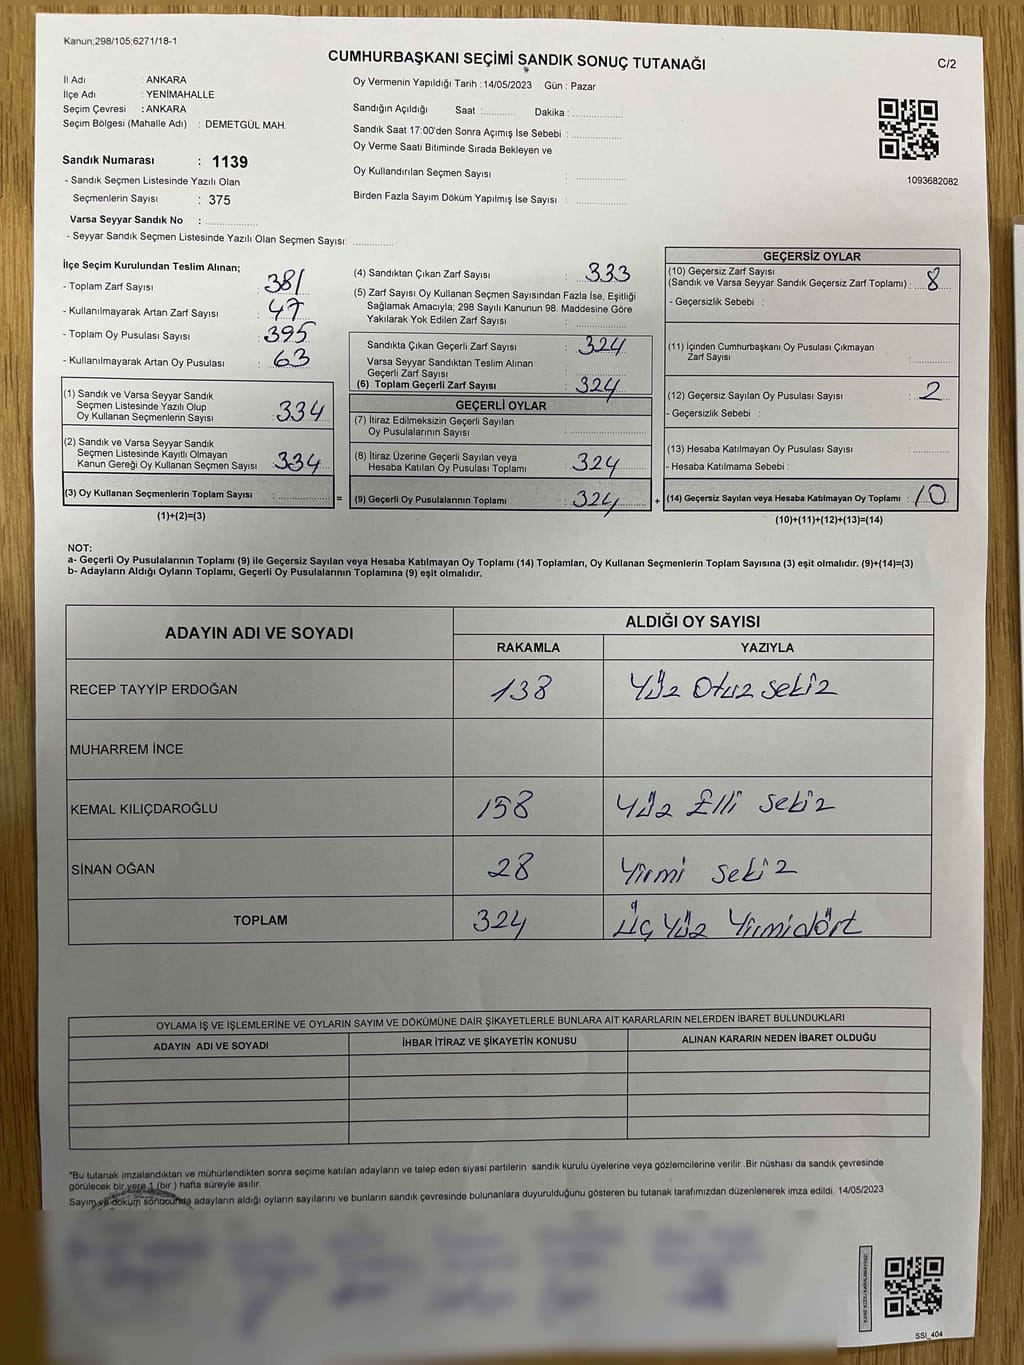 Kanun;298/105;6271/18-1
CUMHURBAŞKANI SEÇİMİ SANDIK SONUÇ TUTANAĞI
C/2
İl Adı : ANKARA
İlçe Adı : YENİMAHALLE
Seçim Çevresi : ANKARA
Seçim Bölgesi (Mahalle Adı) : DEMETGÜL MAH.
Oy Vermenin Yapıldığı Tarih : 14/05/2023 Gün : Pazar
Sandığın Açıldığı Saat :............ Dakika : ................
Sandık Saat 17:00'den Sonra Açımış İse Sebebi : ................
Oy Verme Saati Bitiminde Sırada Bekleyen ve
Oy Kullandırılan Seçmen Sayısı : ................
Birden Fazla Sayım Döküm Yapılmış İse Sayısı : ................
1093682082
Sandık Numarası : 1139
- Sandık Seçmen Listesinde Yazılı Olan
Seçmenlerin Sayısı : 375
Varsa Seyyar Sandık No : ................
- Seyyar Sandık Seçmen Listesinde Yazılı Olan Seçmen Sayısı: .............
İlçe Seçim Kurulundan Teslim Alınan;
- Toplam Zarf Sayısı : 381
- Kullanılmayarak Artan Zarf Sayısı : 47
- Toplam Oy Pusulası Sayısı : 395
- Kullanılmayarak Artan Oy Pusulası : 63
(1) Sandık ve Varsa Seyyar Sandık
Seçmen Listesinde Yazılı Olup
Oy Kullanan Seçmenlerin Sayısı : 334
(2) Sandık ve Varsa Seyyar Sandık
Seçmen Listesinde Kayıtlı Olmayan
Kanun Gereği Oy Kullanan Seçmen Sayısı : 334
(3) Oy Kullanan Seçmenlerin Toplam Sayısı : ................ =
(1)+(2)=(3)
(4) Sandıktan Çıkan Zarf Sayısı : 333
(5) Zarf Sayısı Oy Kullanan Seçmen Sayısından Fazla İse, Eşitliği
Sağlamak Amacıyla; 298 Sayılı Kanunun 98. Maddesine Göre
Yakılarak Yok Edilen Zarf Sayısı : ................
Sandıkta Çıkan Geçerli Zarf Sayısı : 324
Varsa Seyyar Sandıktan Teslim Alınan
Geçerli Zarf Sayısı : ................
(6) Toplam Geçerli Zarf Sayısı : 324
GEÇERLİ OYLAR
(7) İtiraz Edilmeksizin Geçerli Sayılan
Oy Pusulalarının Sayısı : ................
(8) İtiraz Üzerine Geçerli Sayılan veya
Hesaba Katılan Oy Pusulası Toplamı : 324
(9) Geçerli Oy Pusulalarının Toplamı : 324 +
GEÇERSİZ OYLAR
(10) Geçersiz Zarf Sayısı
(Sandık ve Varsa Seyyar Sandık Geçersiz Zarf Toplamı) : 8
- Geçersizlik Sebebi :
(11) İçinden Cumhurbaşkanı Oy Pusulası Çıkmayan
Zarf Sayısı : ............
(12) Geçersiz Sayılan Oy Pusulası Sayısı : 2
- Geçersizlik Sebebi :
(13) Hesaba Katılmayan Oy Pusulası Sayısı : ............
- Hesaba Katılmama Sebebi :
(14) Geçersiz Sayılan veya Hesaba Katılmayan Oy Toplamı : 10
(10)+(11)+(12)+(13)=(14)
NOT:
a- Geçerli Oy Pusulalarının Toplamı (9) ile Geçersiz Sayılan veya Hesaba Katılmayan Oy Toplamı (14) Toplamları, Oy Kullanan Seçmenlerin Toplam Sayısına (3) eşit olmalıdır. (9)+(14)=(3)
b- Adayların Aldığı Oyların Toplamı, Geçerli Oy Pusulalarının Toplamına (9) eşit olmalıdır.
ADAYIN ADI VE SOYADI
ALDIĞI OY SAYISI
RAKAMLA YAZIYLA
RECEP TAYYİP ERDOĞAN 138 Yüz Otuz sekiz
MUHARREM İNCE
KEMAL KILIÇDAROĞLU 158 Yüz Elli sekiz
SİNAN OĞAN 28 Yirmi sekiz
TOPLAM 324 Üç Yüz Yirmidört
OYLAMA İŞ VE İŞLEMLERİNE VE OYLARIN SAYIM VE DÖKÜMÜNE DAİR ŞİKAYETLERLE BUNLARA AİT KARARLARIN NELERDEN İBARET BULUNDUKLARI
ADAYIN ADI VE SOYADI İHBAR İTİRAZ VE ŞİKAYETİN KONUSU ALINAN KARARIN NEDEN İBARET OLDUĞU
*Bu tutanak imzalandıktan ve mühürlendikten sonra seçime katılan adayların ve talep eden siyasi partilerin sandık kurulu üyelerine veya gözlemcilerine verilir .Bir nüshası da sandık çevresinde
görülecek bir yere 1 (bir ) hafta süreyle asılır.
Sayım ve döküm sonucunda adayların aldığı oyların sayılarını ve bunların sandık çevresinde bulunanlara duyurulduğunu gösteren bu tutanak tarafımızdan düzenlenerek imza edildi. 14/05/2023
SSI_404